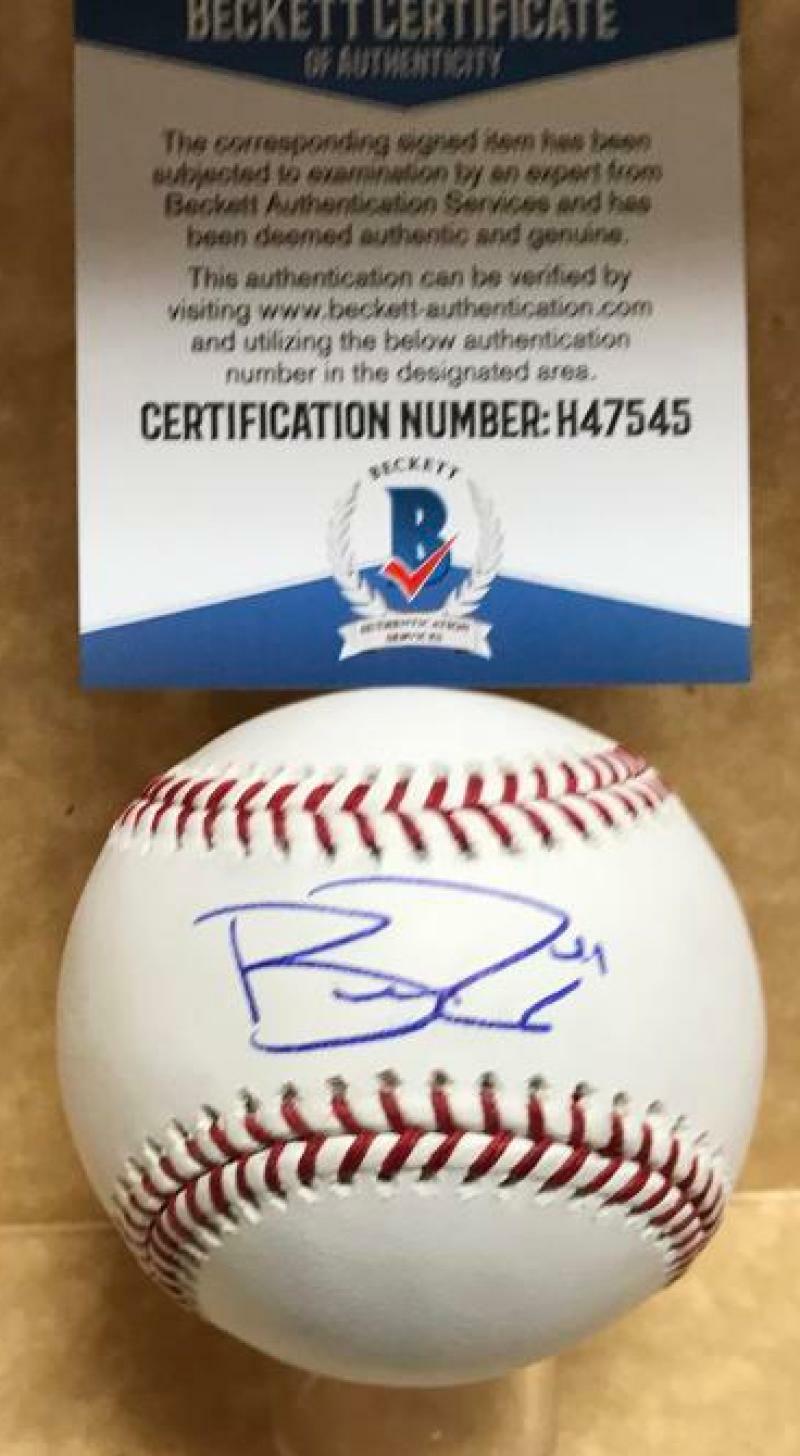 BECKETT CERTIFICATE
OF AUTHENTICITY
The corresponding signed item has been
subjected to examination by an expert from
Beckett Authentication Services and has
been deemed authentic and genuine.
This authentication can be verified by
visiting www.beckett-authentication.com
and utilizing the below authentication
number in the designated area.
CERTIFICATION NUMBER: H47545
BECKETT
B
AUTHENTICATION
SERVICES